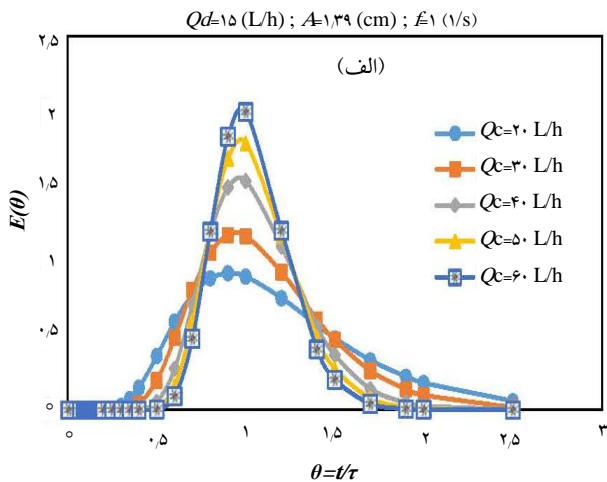 Qd=۱۵ (L/h) ; A=۱٫۳۹ (cm) ; f=۱ (۱/s)
(الف)
۲٫۵
۲
۱٫۵
۱
۰٫۵
۰
E(θ)
Qc=۲۰ L/h
Qc=۳۰ L/h
Qc=۴۰ L/h
Qc=۵۰ L/h
Qc=۶۰ L/h
۰ ۰٫۵ ۱ ۱٫۵ ۲ ۲٫۵ ۳
θ=t/τ